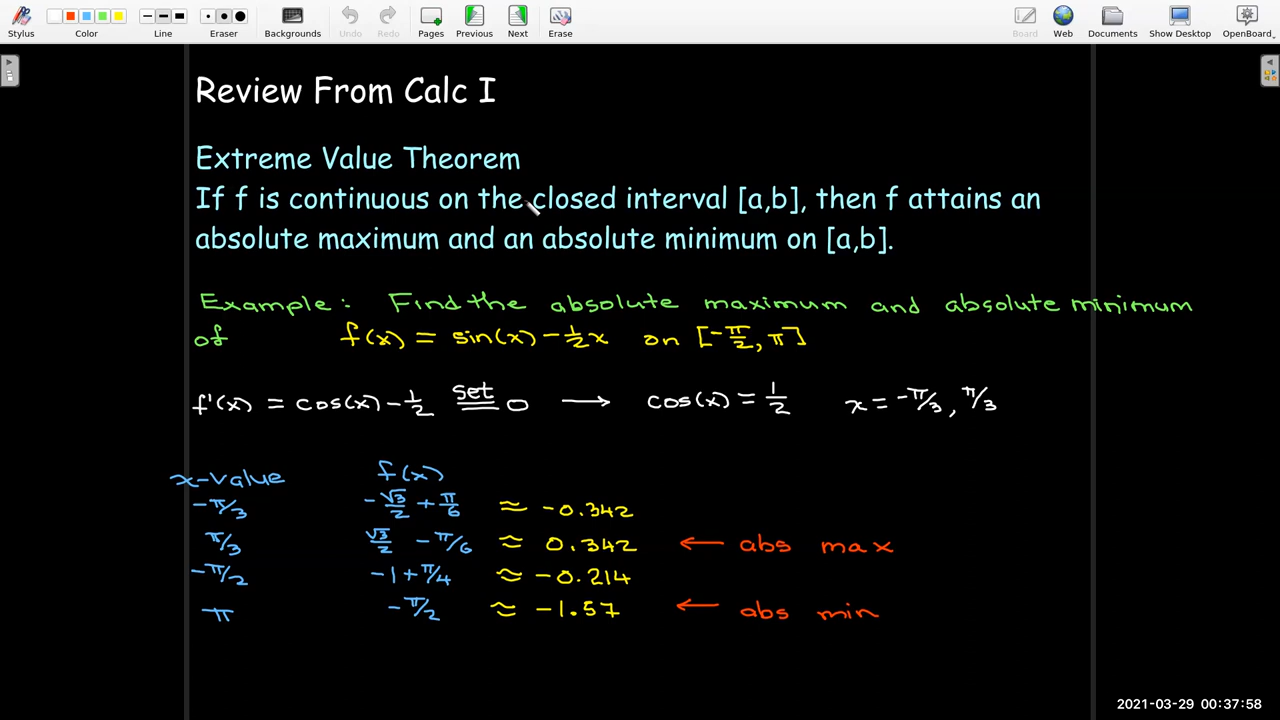 Stylus Color Line Eraser Backgrounds Undo Redo Pages Previous Next Erase Board Web Documents Show Desktop OpenBoard
Review From Calc I
Extreme Value Theorem
If f is continuous on the closed interval [a,b], then f attains an
absolute maximum and an absolute minimum on [a,b].
Example: Find the absolute maximum and absolute minimum
of f(x) = sin(x) - 1/2 x on [-π/2, π]
f'(x) = cos(x) - 1/2 set = 0 → cos(x) = 1/2 x = -π/3, π/3
x-value f(x)
-π/3 -√3/2 + π/6 ≈ -0.342
π/3 √3/2 - π/6 ≈ 0.342 ← abs max
-π/2 -1 + π/4 ≈ -0.214
π -π/2 ≈ -1.57 ← abs min
2021-03-29 00:37:58